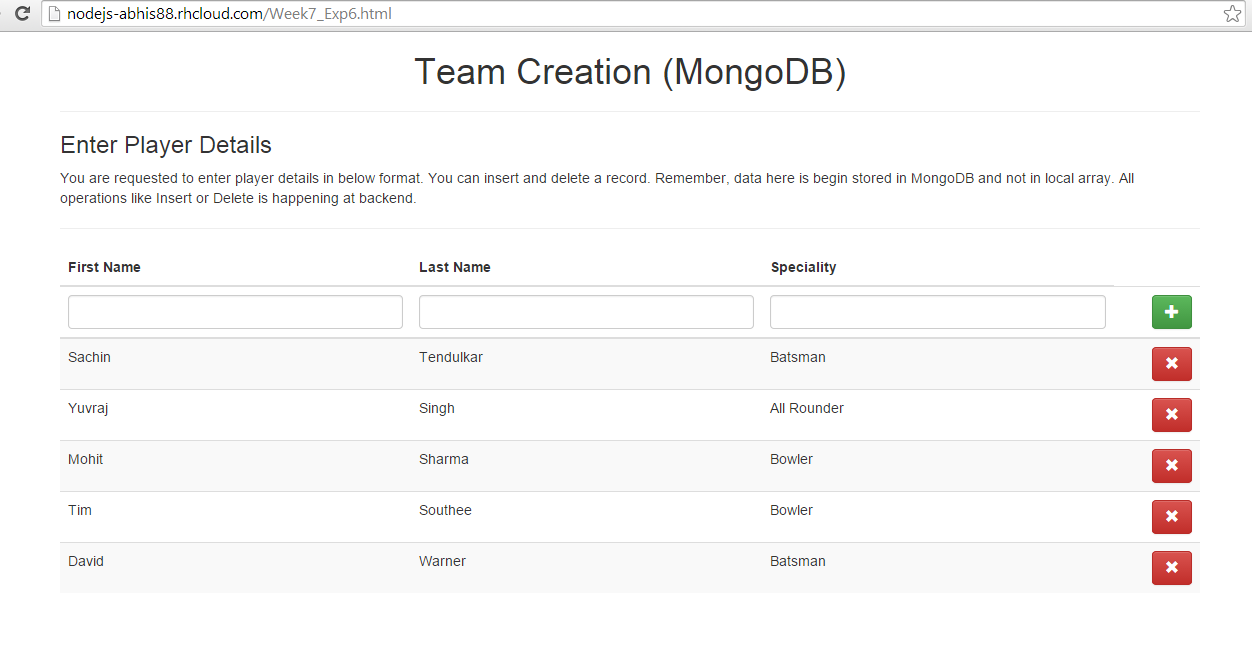 nodejs-abhis88.rhcloud.com/Week7_Exp6.html
Team Creation (MongoDB)
Enter Player Details
You are requested to enter player details in below format. You can insert and delete a record. Remember, data here is begin stored in MongoDB and not in local array. All
operations like Insert or Delete is happening at backend.
First Name Last Name Speciality
Sachin Tendulkar Batsman
Yuvraj Singh All Rounder
Mohit Sharma Bowler
Tim Southee Bowler
David Warner Batsman